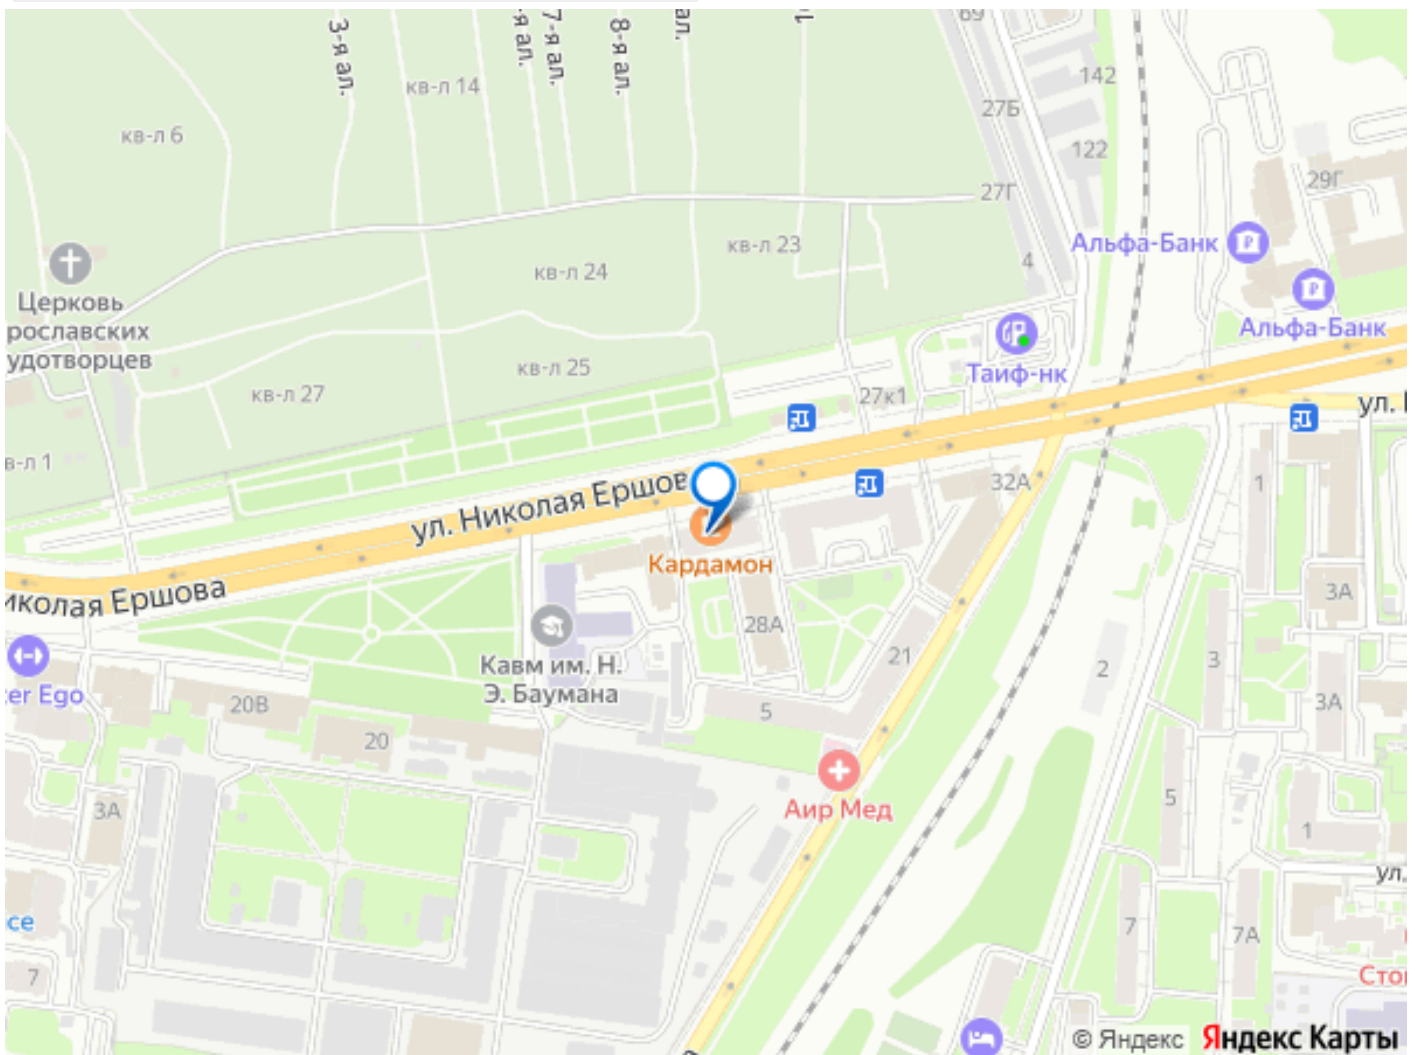 3-я ал.
7-я ал.
8-я ал.
ал.
69
кв-л 14
142
кв-л 6
27Б
122
27Г
29Г
кв-л 23
Альфа-Банк
кв-л 24
4
Церковь
рославских
удотворцев
Альфа-Банк
Таиф-нк
кв-л 25
кв-л 27
27к1
ул.
в-л 1
ул. Николая Ершов
32А
1
Кардамон
иколая Ершова
3А
28А
Кавм им. Н.
Э. Баумана
21
2
3
er Ego
20В
5
3А
20
Аир Мед
5
3А
1
ул.
се
7
7А
7
Сто
© Яндекс
Яндекс Карты